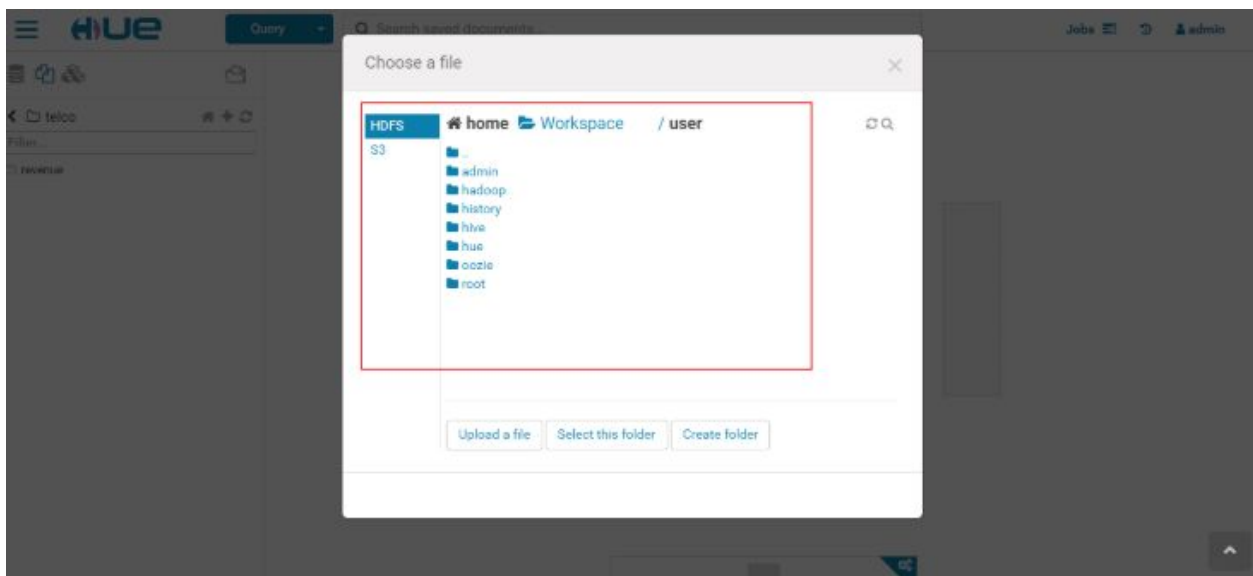 HUE
Query
Search saved documents...
Jobs
admin
telco
Filter...
revenue
Choose a file
×
HDFS
S3
home Workspace / user
..
admin
hadoop
history
hive
hue
oozie
root
Upload a file
Select this folder
Create folder